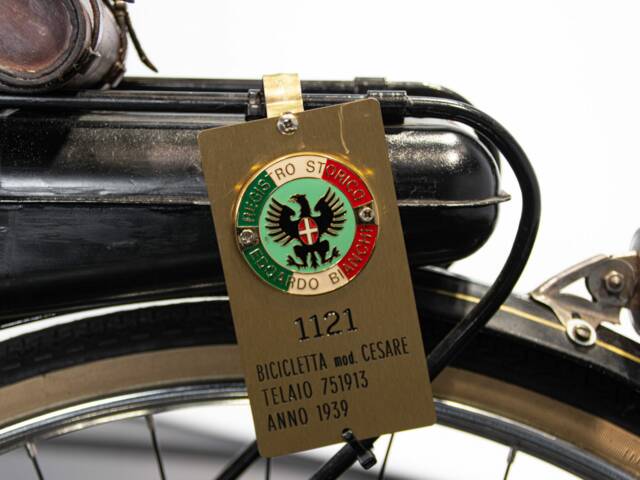 REGISTRO STORICO
EDOARDO BIANCHI
1121
BICICLETTA mod. CESARE
TELAIO 751913
ANNO 1939